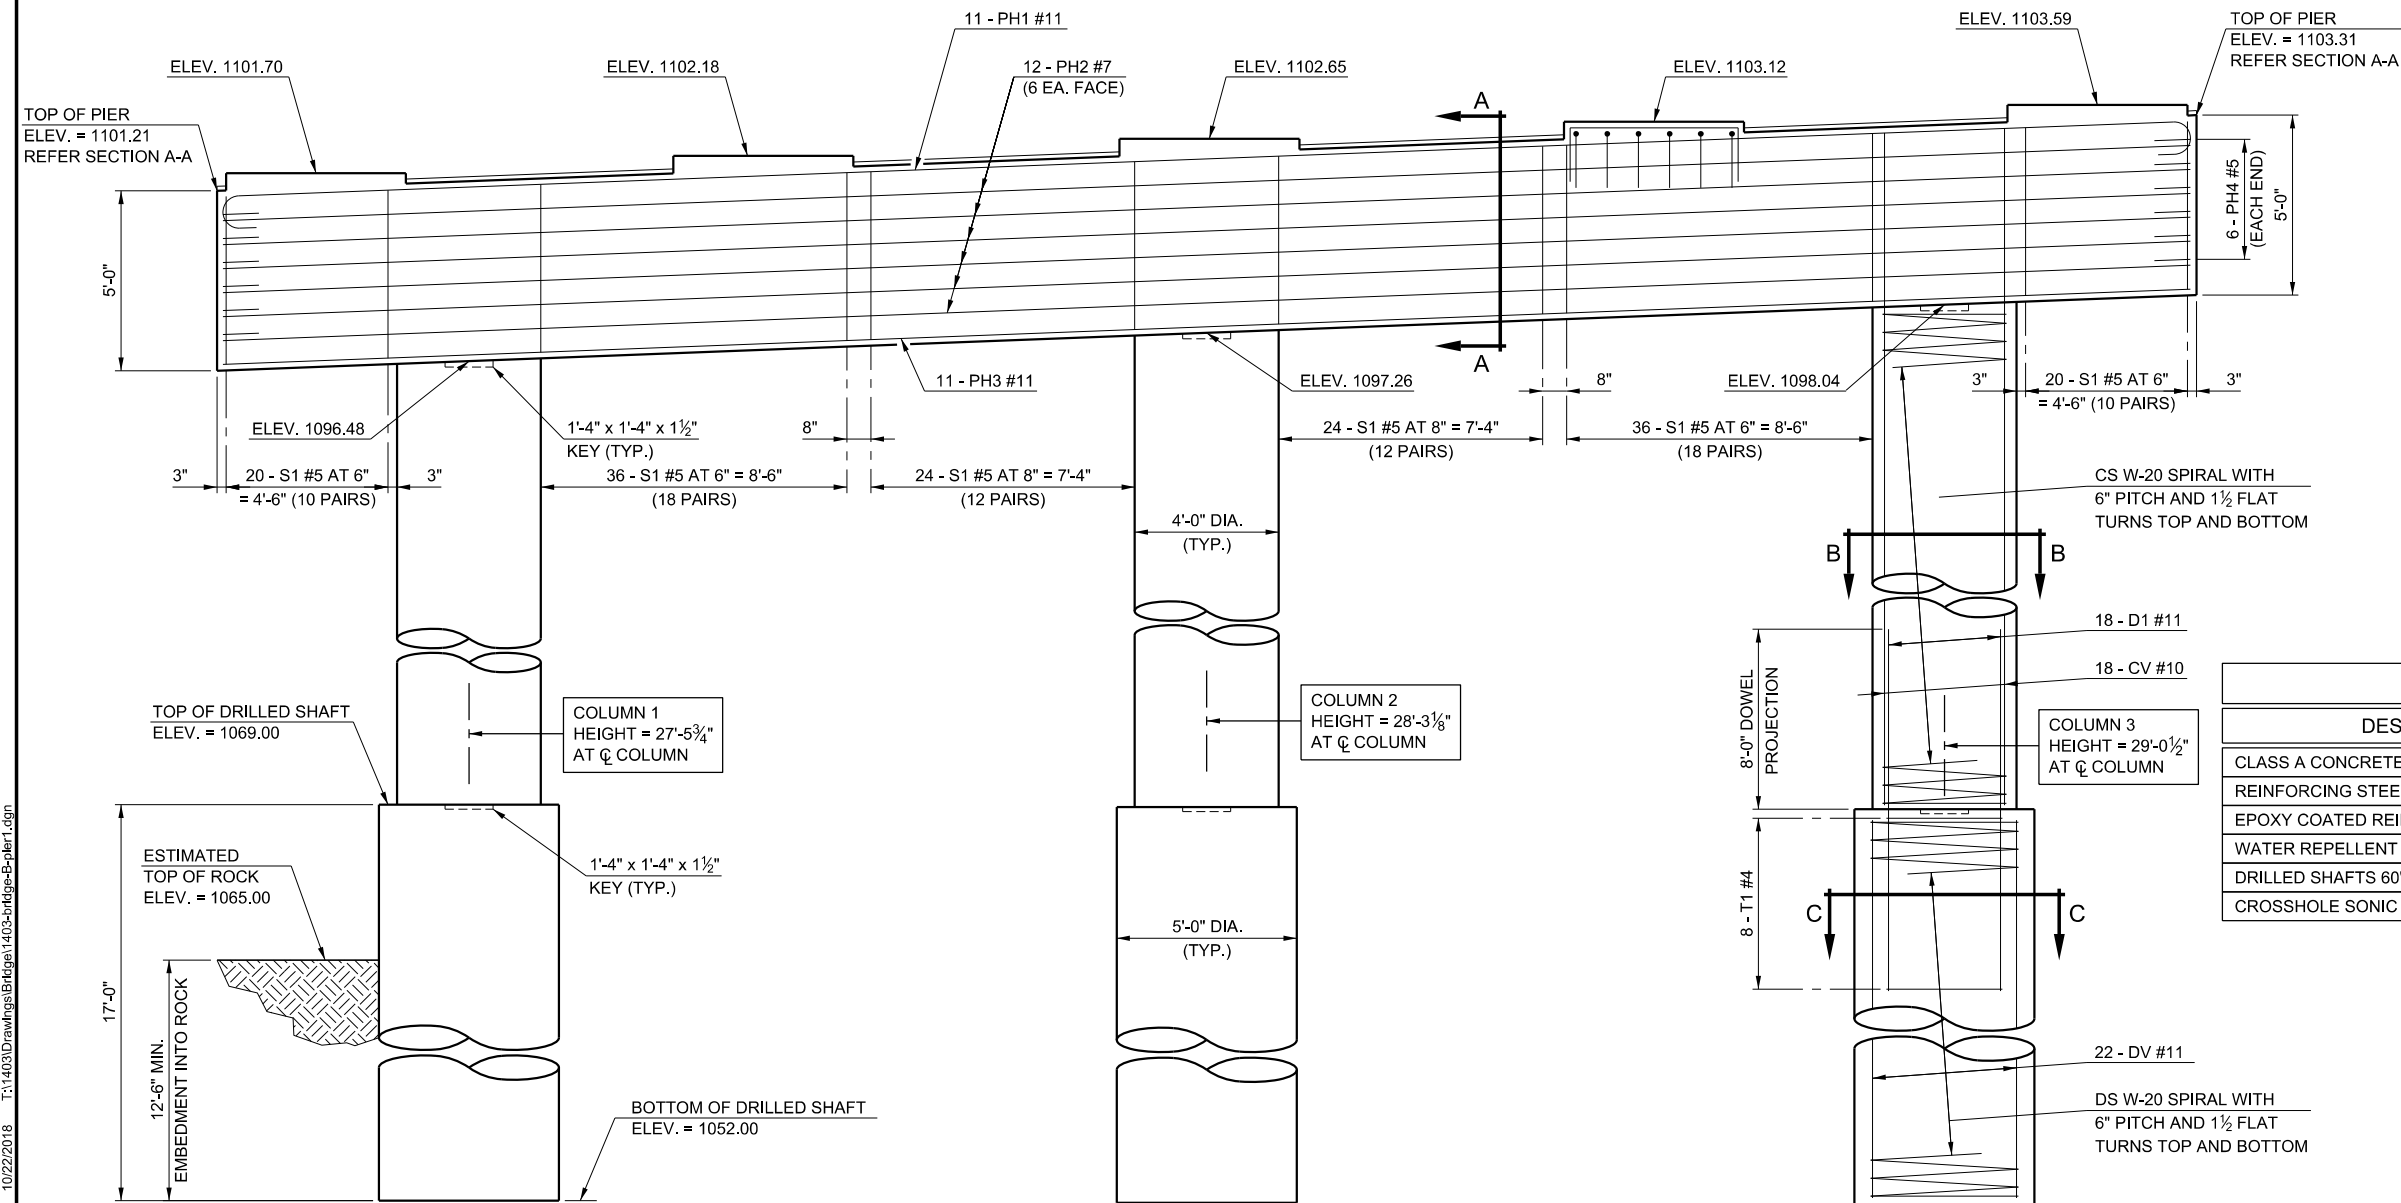 11 - PH1 #11
ELEV. 1103.59
TOP OF PIER
ELEV. = 1103.31
REFER SECTION A-A
ELEV. 1101.70
ELEV. 1102.18
12 - PH2 #7
(6 EA. FACE)
ELEV. 1102.65
ELEV. 1103.12
TOP OF PIER
ELEV. = 1101.21
REFER SECTION A-A
A
6 - PH4 #5
(EACH END)
5'-0"
5'-0"
A
11 - PH3 #11
ELEV. 1097.26
8"
ELEV. 1098.04
3"
20 - S1 #5 AT 6"
= 4'-6" (10 PAIRS)
3"
ELEV. 1096.48
1'-4" x 1'-4" x 1½"
KEY (TYP.)
8"
24 - S1 #5 AT 8" = 7'-4"
(12 PAIRS)
36 - S1 #5 AT 6" = 8'-6"
(18 PAIRS)
3"
20 - S1 #5 AT 6"
= 4'-6" (10 PAIRS)
3"
36 - S1 #5 AT 6" = 8'-6"
(18 PAIRS)
24 - S1 #5 AT 8" = 7'-4"
(12 PAIRS)
CS W-20 SPIRAL WITH
6" PITCH AND 1½ FLAT
TURNS TOP AND BOTTOM
4'-0" DIA.
(TYP.)
B
B
18 - D1 #11
18 - CV #10
8'-0" DOWEL
PROJECTION
TOP OF DRILLED SHAFT
ELEV. = 1069.00
COLUMN 1
HEIGHT = 27'-5¾"
AT ℄ COLUMN
COLUMN 2
HEIGHT = 28'-3⅛"
AT ℄ COLUMN
COLUMN 3
HEIGHT = 29'-0½"
AT ℄ COLUMN
DES
CLASS A CONCRETE
REINFORCING STEE
EPOXY COATED REI
WATER REPELLENT
DRILLED SHAFTS 60"
CROSSHOLE SONIC
ESTIMATED
TOP OF ROCK
ELEV. = 1065.00
1'-4" x 1'-4" x 1½"
KEY (TYP.)
8 - T1 #4
C
C
5'-0" DIA.
(TYP.)
17'-0"
12'-6" MIN.
EMBEDMENT INTO ROCK
22 - DV #11
BOTTOM OF DRILLED SHAFT
ELEV. = 1052.00
DS W-20 SPIRAL WITH
6" PITCH AND 1½ FLAT
TURNS TOP AND BOTTOM
10/22/2018 T:\1403\Drawings\Bridge\1403-bridge-B-pier1.dgn